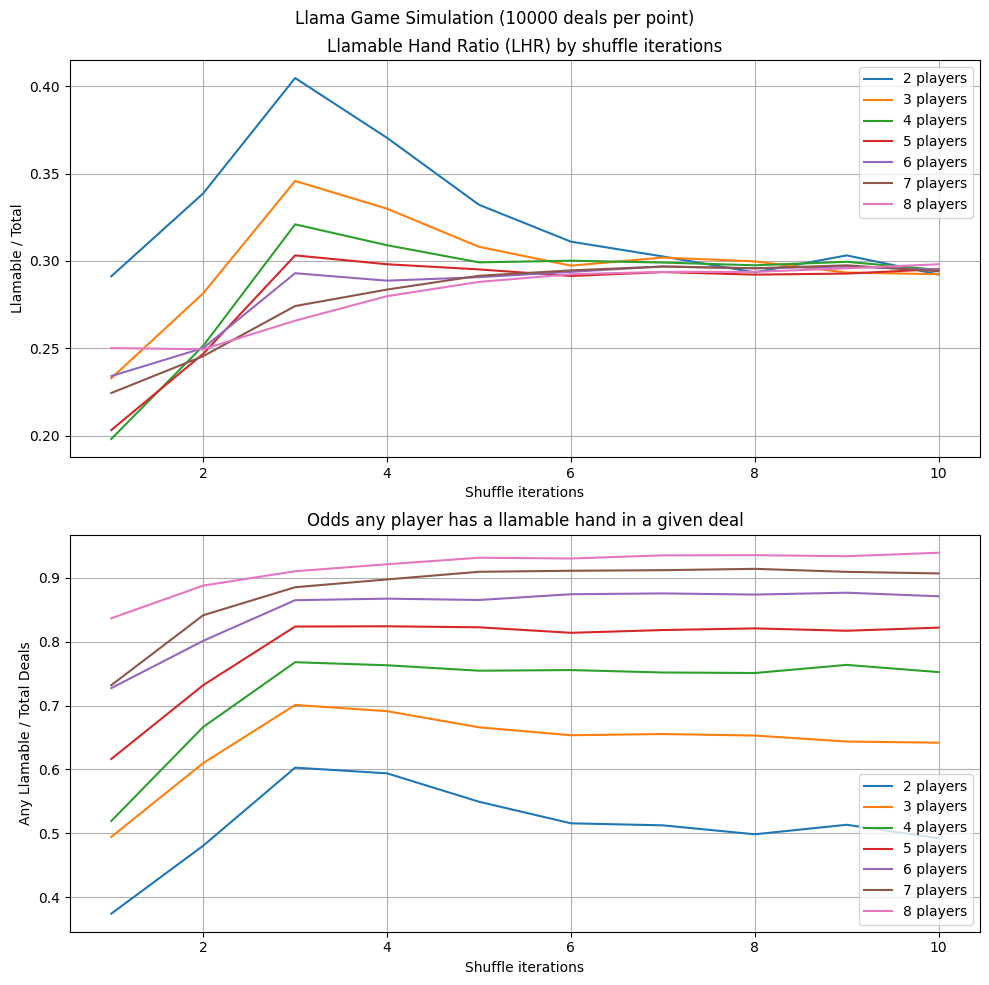 Llama Game Simulation (10000 deals per point)
Llamable Hand Ratio (LHR) by shuffle iterations
Llamable / Total
0.40
0.35
0.30
0.25
0.20
2 players
3 players
4 players
5 players
6 players
7 players
8 players
2 4 6 8 10
Shuffle iterations
Odds any player has a llamable hand in a given deal
Any Llamable / Total Deals
0.9
0.8
0.7
0.6
0.5
0.4
2 players
3 players
4 players
5 players
6 players
7 players
8 players
2 4 6 8 10
Shuffle iterations